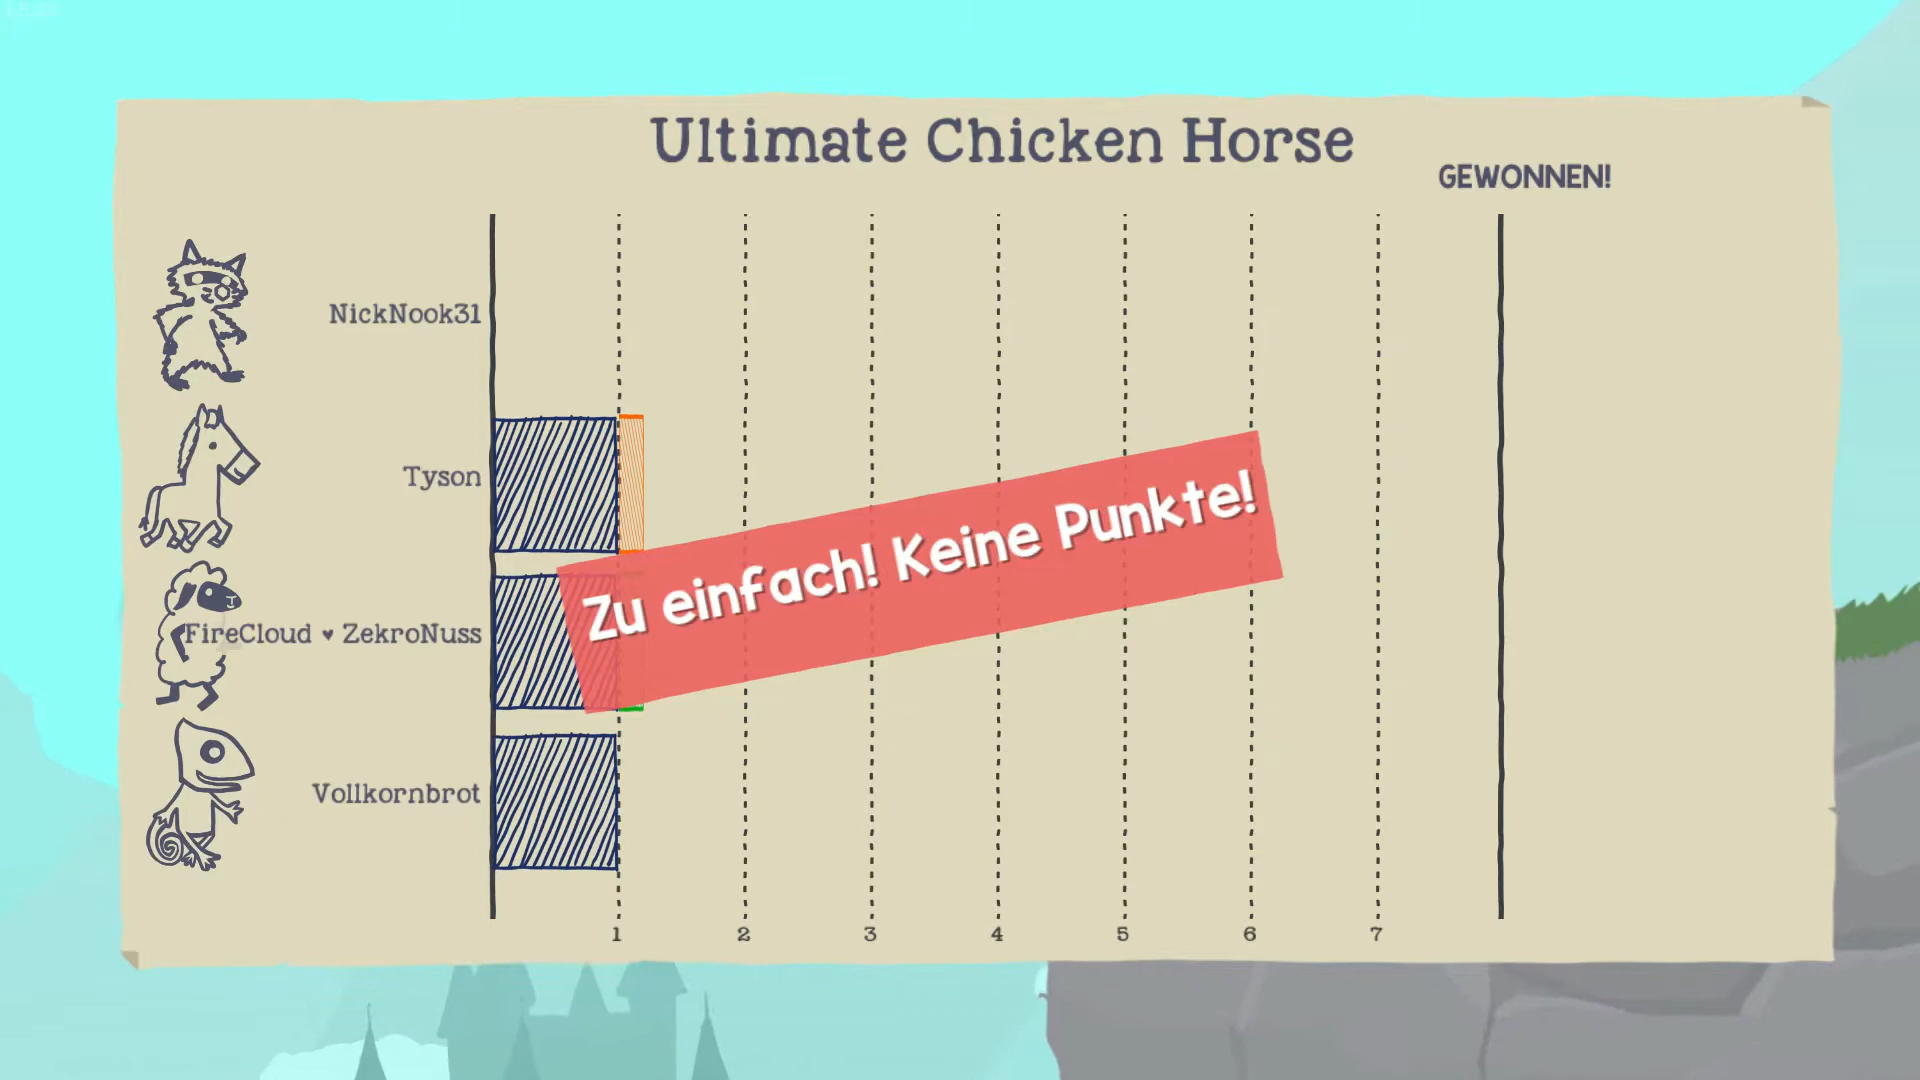 Ultimate Chicken Horse
GEWONNEN!
NickNook31
Tyson
Zu einfach! Keine Punkte!
FireCloud ♥ ZekroNuss
Vollkornbrot
1 2 3 4 5 6 7